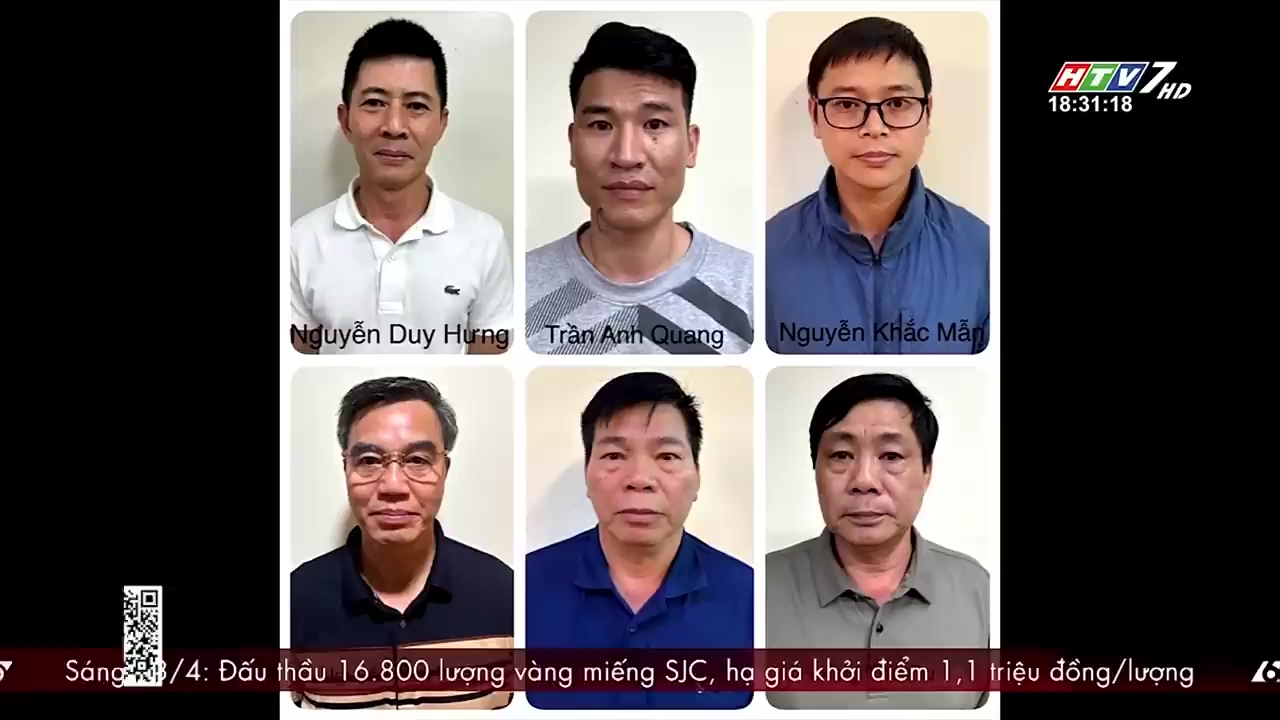 HTV7 HD
18:31:18
Nguyễn Duy Hưng
Trần Anh Quang
Nguyễn Khắc Mẫn
Sáng 3/4: Đấu thầu 16.800 lượng vàng miếng SJC, hạ giá khởi điểm 1,1 triệu đồng/lượng